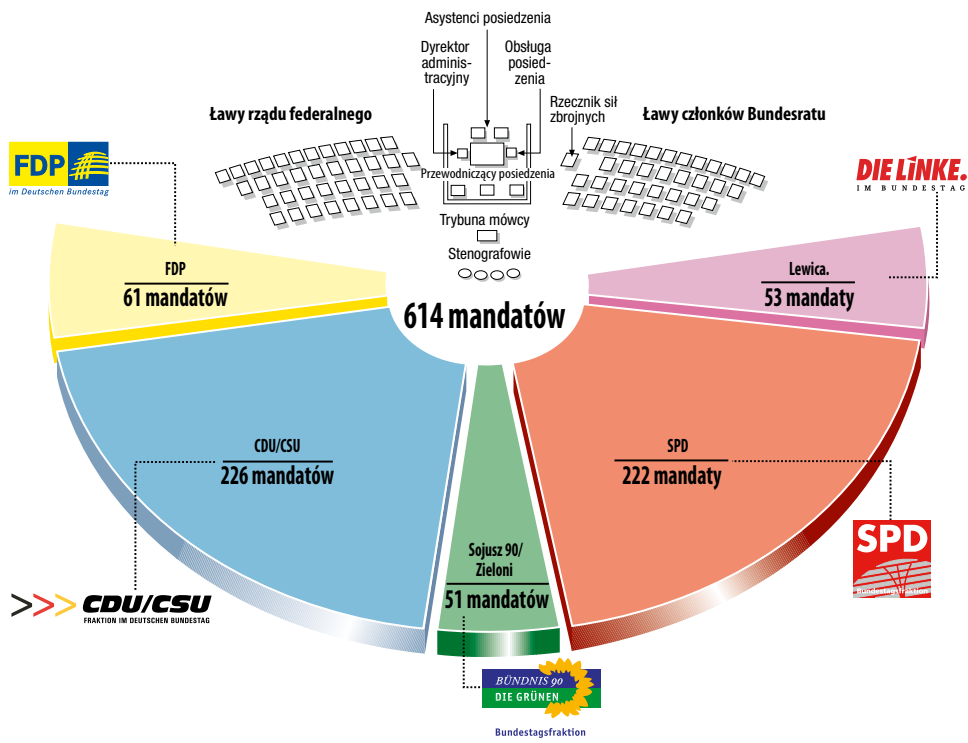 Asystenci posiedzenia
Dyrektor
adminis-
tracyjny
Obsługa
posied-
zenia
Rzecznik sił
zbrojnych
Ławy rządu federalnego
Ławy członków Bundesratu
Przewodniczący posiedzenia
Trybuna mówcy
Stenografowie
FDP
im Deutschen Bundestag
DIE LINKE.
IM BUNDESTAG
FDP
61 mandatów
Lewica.
53 mandaty
614 mandatów
CDU/CSU
226 mandatów
SPD
222 mandaty
Sojusz 90/
Zieloni
51 mandatów
>>> CDU/CSU
FRAKTION IM DEUTSCHEN BUNDESTAG
SPD
Bundestagsfraktion
BÜNDNIS 90
DIE GRÜNEN
Bundestagsfraktion